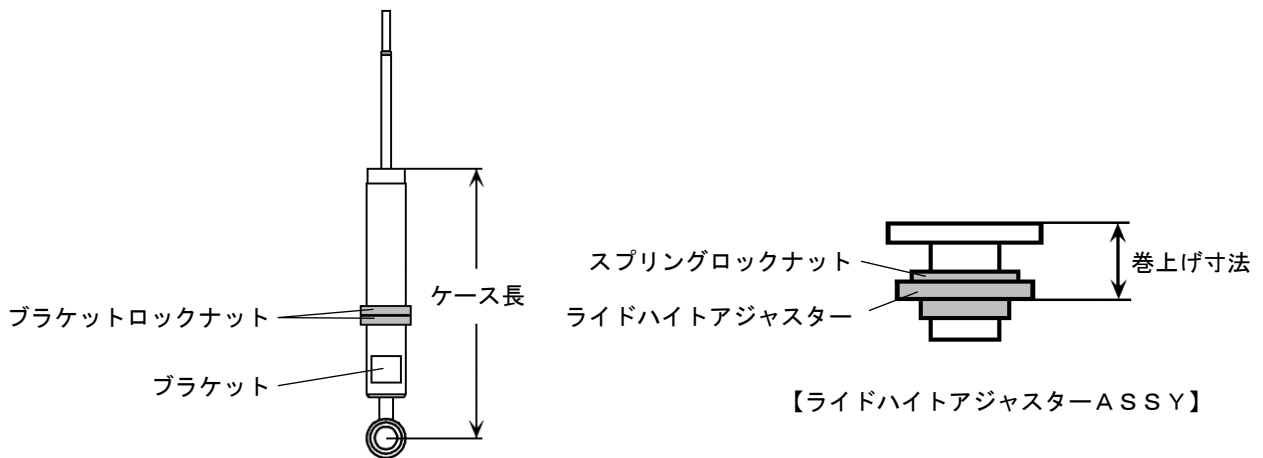 ケース長
ブラケットロックナット
ブラケット
スプリングロックナット
ライドハイトアジャスター
巻上げ寸法
【ライドハイトアジャスターＡＳＳＹ】